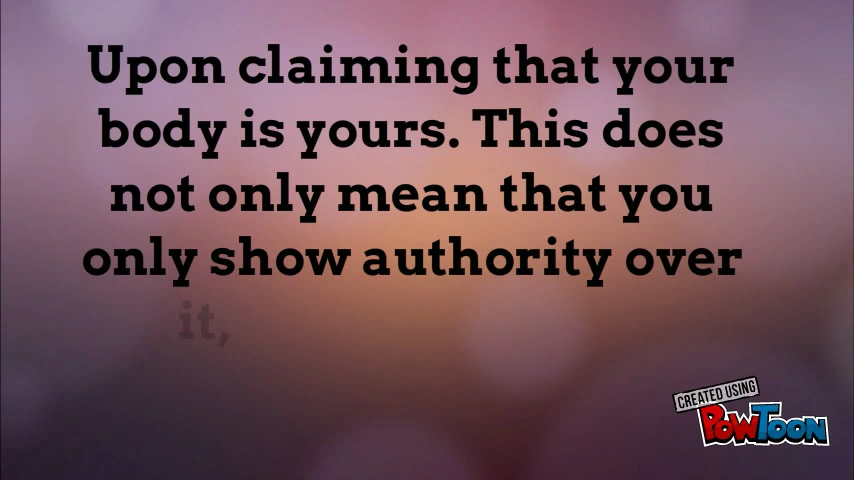 Upon claiming that your
body is yours. This does
not only mean that you
only show authority over
it,
CREATED USING
POWTOON